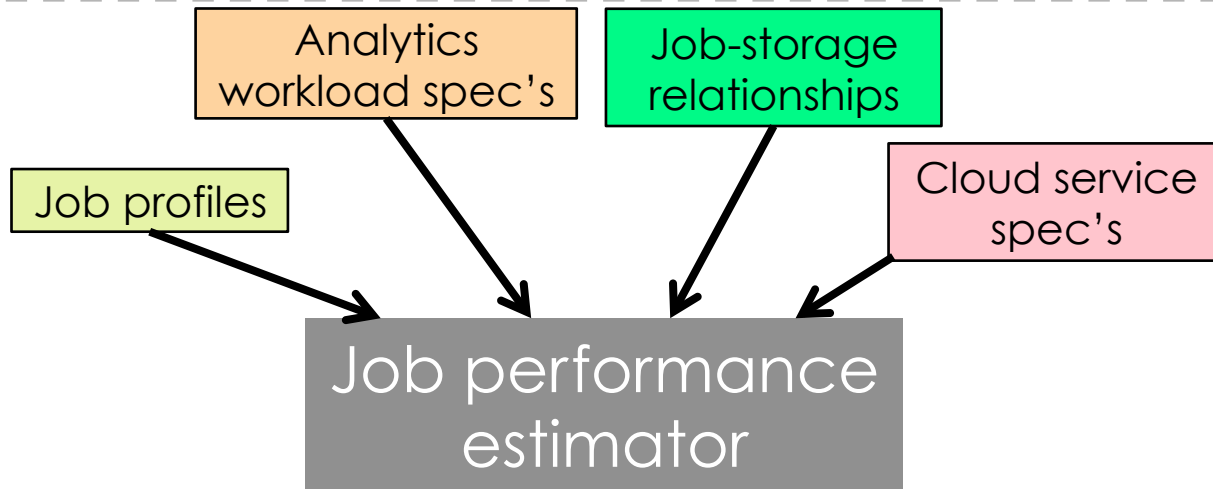 Analytics
workload spec’s
Job-storage
relationships
Cloud service
spec’s
Job profiles
Job performance
estimator